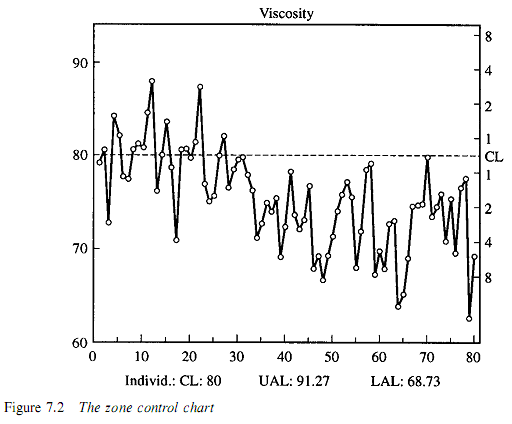 Viscosity
90
80
70
60
8
4
2
1
CL
1
2
4
8
0 10 20 30 40 50 60 70 80
Individ.: CL: 80 UAL: 91.27 LAL: 68.73
Figure 7.2 The zone control chart